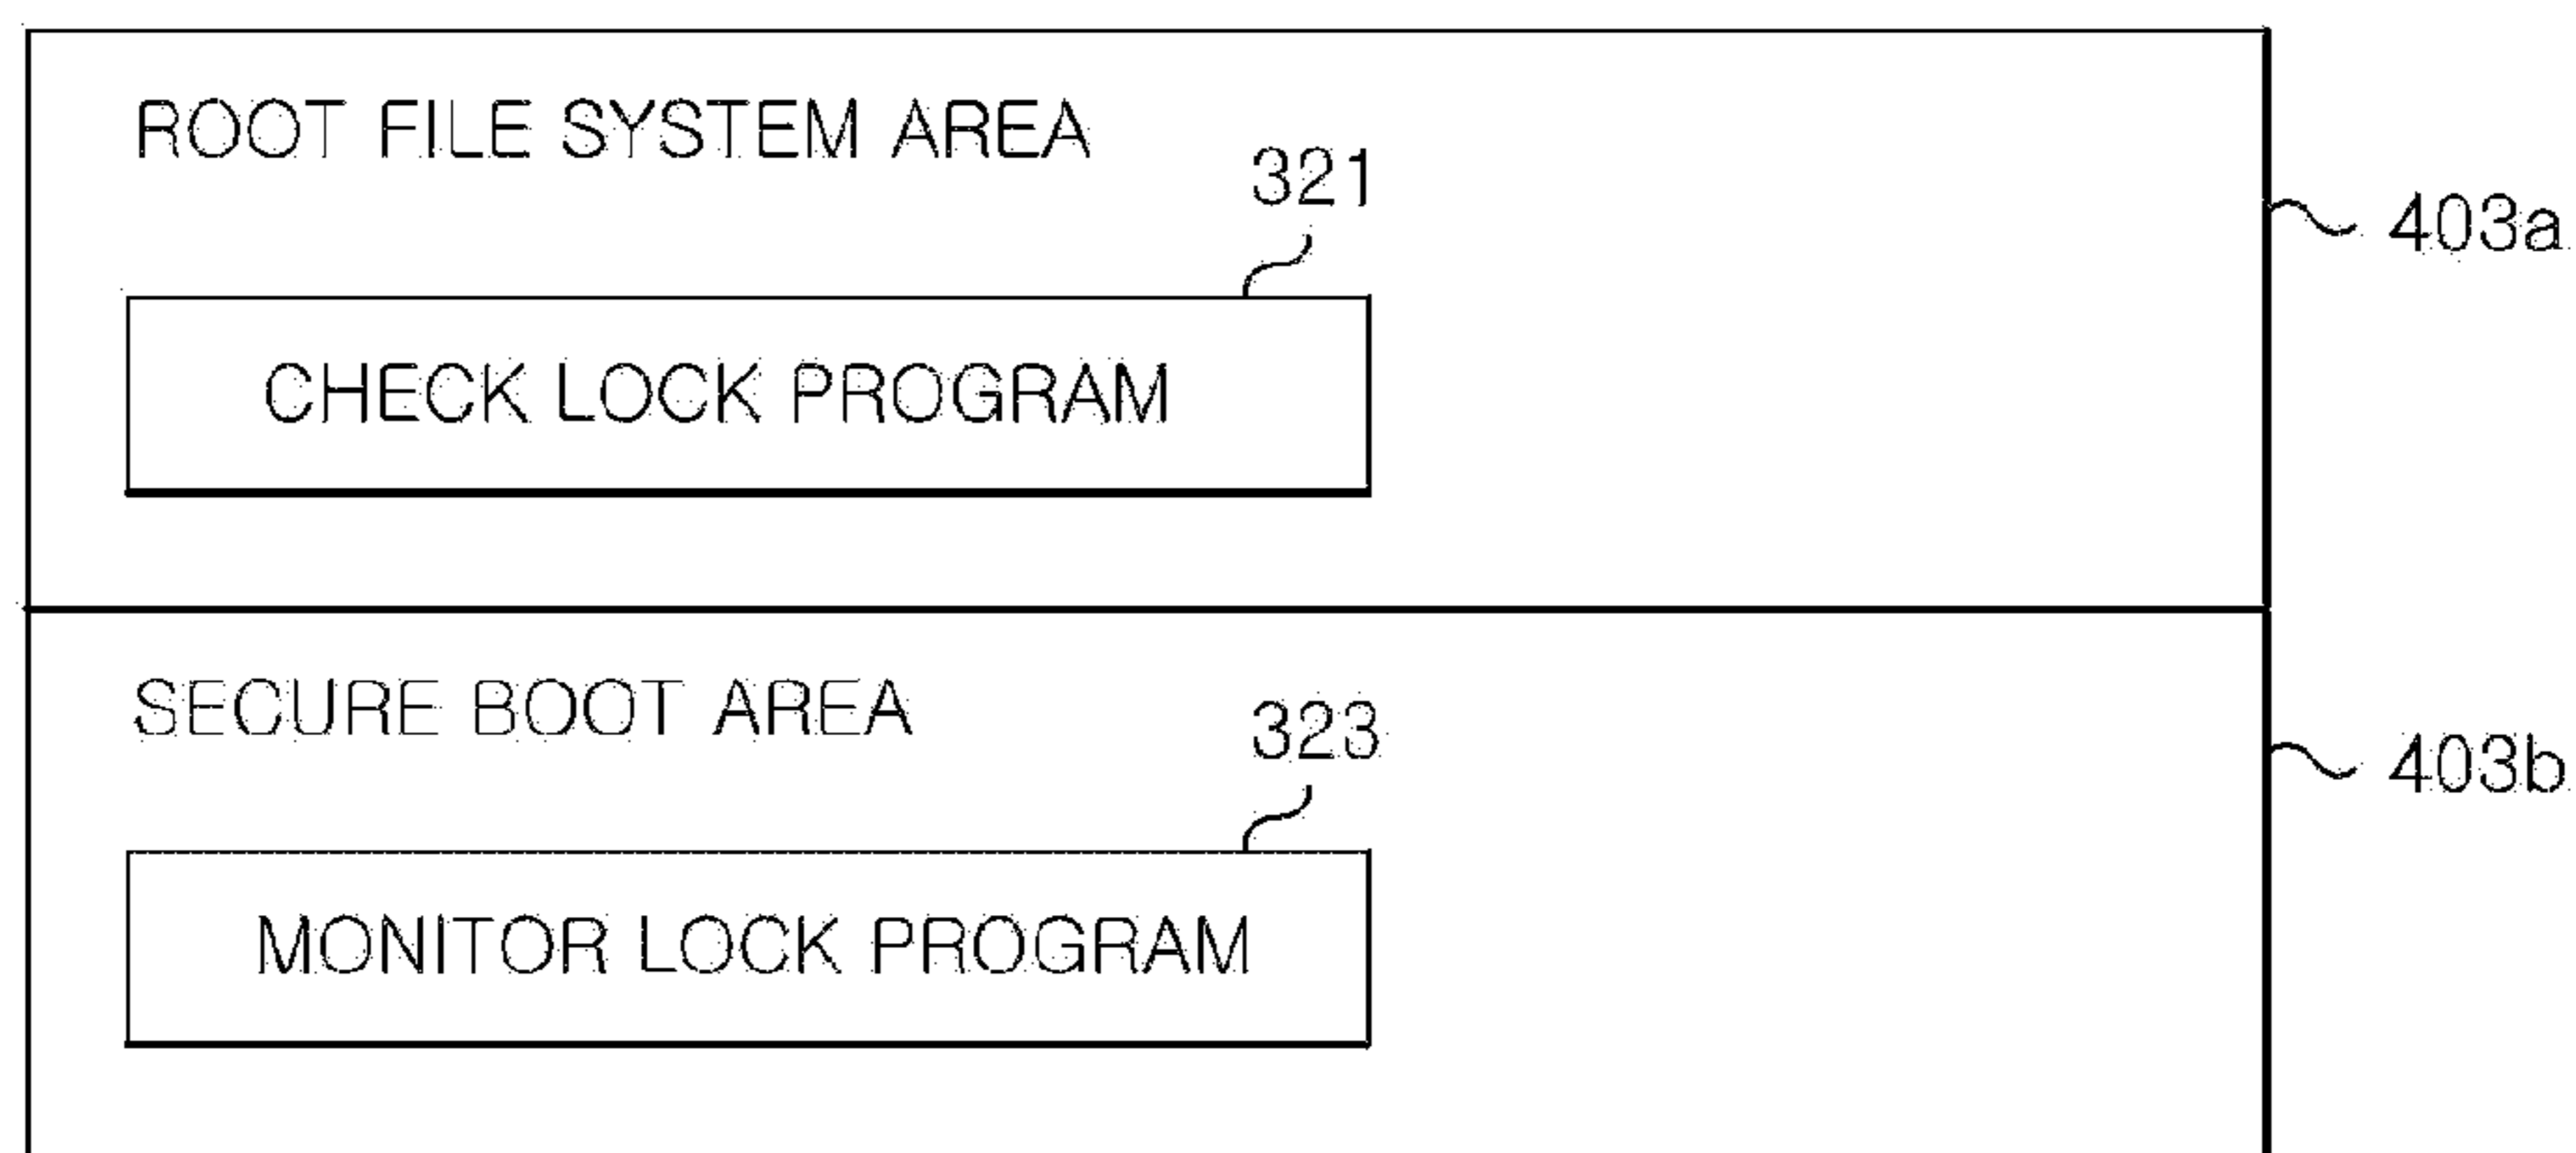 ROOT FILE SYSTEM AREA
321
403a
CHECK LOCK PROGRAM
SECURE BOOT AREA
323
403b
MONITOR LOCK PROGRAM